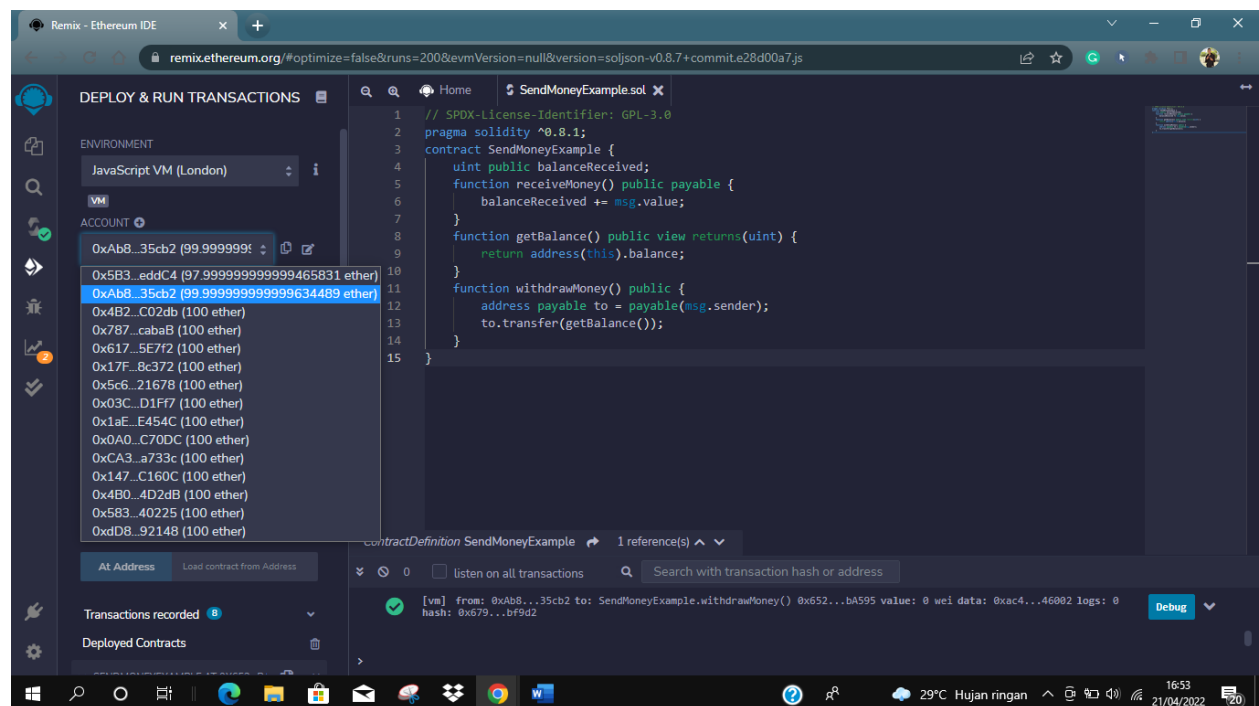 Remix - Ethereum IDE
remix.ethereum.org/#optimize=false&runs=200&evmVersion=null&version=soljson-v0.8.7+commit.e28d00a7.js
DEPLOY & RUN TRANSACTIONS
ENVIRONMENT
JavaScript VM (London)
VM
ACCOUNT
0xAb8...35cb2 (99.9999999
0x5B3...eddC4 (97.999999999999465831 ether)
0xAb8...35cb2 (99.999999999999634489 ether)
0x4B2...C02db (100 ether)
0x787...cabaB (100 ether)
0x617...5E7f2 (100 ether)
0x17F...8c372 (100 ether)
0x5c6...21678 (100 ether)
0x03C...D1Ff7 (100 ether)
0x1aE...E454C (100 ether)
0x0A0...C70DC (100 ether)
0xCA3...a733c (100 ether)
0x147...C160C (100 ether)
0x4B0...4D2dB (100 ether)
0x583...40225 (100 ether)
0xdD8...92148 (100 ether)
At Address
Load contract from Address
Transactions recorded 8
Deployed Contracts
2
Home
SendMoneyExample.sol
1 // SPDX-License-Identifier: GPL-3.0
2 pragma solidity ^0.8.1;
3 contract SendMoneyExample {
4 uint public balanceReceived;
5 function receiveMoney() public payable {
6 balanceReceived += msg.value;
7 }
8 function getBalance() public view returns(uint) {
9 return address(this).balance;
10 }
11 function withdrawMoney() public {
12 address payable to = payable(msg.sender);
13 to.transfer(getBalance());
14 }
15 }
ContractDefinition SendMoneyExample 1 reference(s)
0 listen on all transactions Search with transaction hash or address
[vm] from: 0xAb8...35cb2 to: SendMoneyExample.withdrawMoney() 0x652...bA595 value: 0 wei data: 0xac4...46002 logs: 0
hash: 0x679...bf9d2
Debug
>
29°C Hujan ringan
16:53
21/04/2022
20